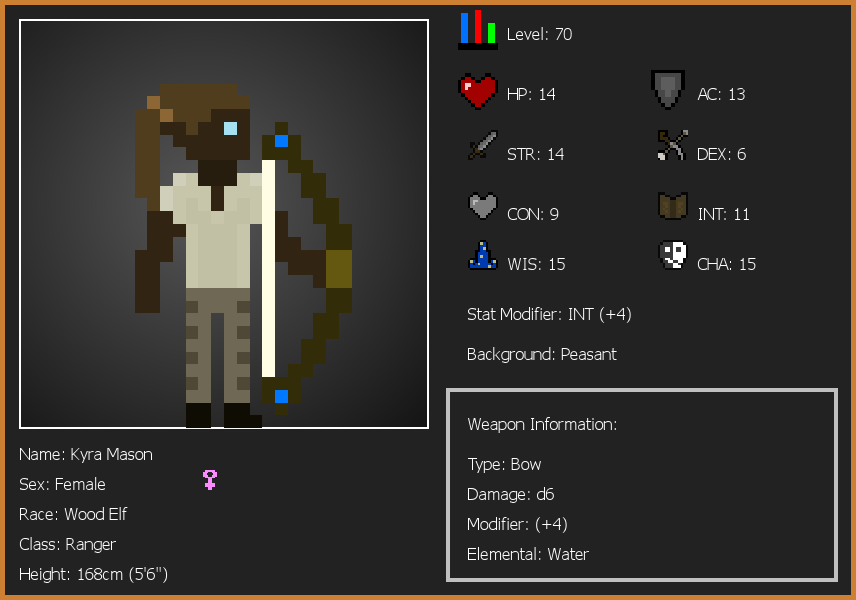 Level: 70
HP: 14
AC: 13
STR: 14
DEX: 6
CON: 9
INT: 11
WIS: 15
CHA: 15
Stat Modifier: INT (+4)
Background: Peasant
Weapon Information:
Type: Bow
Damage: d6
Modifier: (+4)
Elemental: Water
Name: Kyra Mason
Sex: Female
Race: Wood Elf
Class: Ranger
Height: 168cm (5'6")